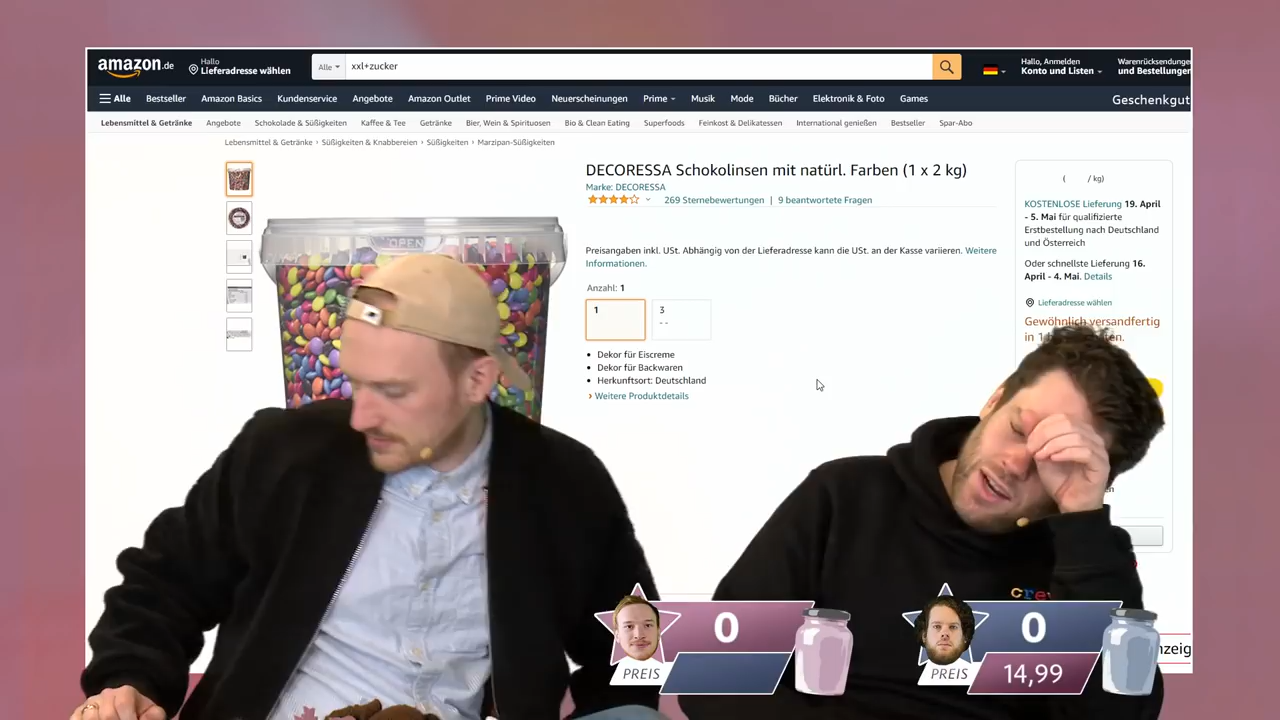 amazon.de
Hallo
Lieferadresse wählen
Alle
xxl+zucker
Hallo, Anmelden
Konto und Listen
Warenrücksendungen
und Bestellungen
Alle
Bestseller
Amazon Basics
Kundenservice
Angebote
Amazon Outlet
Prime Video
Neuerscheinungen
Prime
Musik
Mode
Bücher
Elektronik & Foto
Games
Geschenkgut
Lebensmittel & Getränke
Angebote
Schokolade & Süßigkeiten
Kaffee & Tee
Getränke
Bier, Wein & Spirituosen
Bio & Clean Eating
Superfoods
Feinkost & Delikatessen
International genießen
Bestseller
Spar-Abo
Lebensmittel & Getränke › Süßigkeiten & Knabbereien › Süßigkeiten › Marzipan-Süßigkeiten
OPEN
DECORESSA Schokolinsen mit natürl. Farben (1 x 2 kg)
Marke: DECORESSA
269 Sternebewertungen | 9 beantwortete Fragen
Preisangaben inkl. USt. Abhängig von der Lieferadresse kann die USt. an der Kasse variieren. Weitere
Informationen.
Anzahl: 1
1
3
- -
• Dekor für Eiscreme
• Dekor für Backwaren
• Herkunftsort: Deutschland
› Weitere Produktdetails
( / kg)
KOSTENLOSE Lieferung 19. April
- 5. Mai für qualifizierte
Erstbestellung nach Deutschland
und Österreich
Oder schnellste Lieferung 16.
April - 4. Mai. Details
Lieferadresse wählen
Gewöhnlich versandfertig
in 1
cre
0
PREIS
0
PREIS
14,99
nzeig